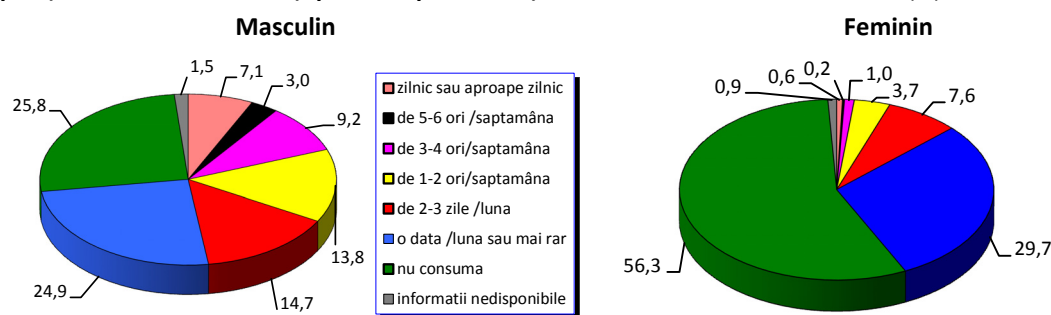 Masculin
1,5
7,1
3,0
9,2
13,8
14,7
24,9
25,8
zilnic sau aproape zilnic
de 5-6 ori /saptamâna
de 3-4 ori/saptamâna
de 1-2 ori/saptamâna
de 2-3 zile /luna
o data /luna sau mai rar
nu consuma
informatii nedisponibile
Feminin
0,9
0,6
0,2
1,0
3,7
7,6
29,7
56,3